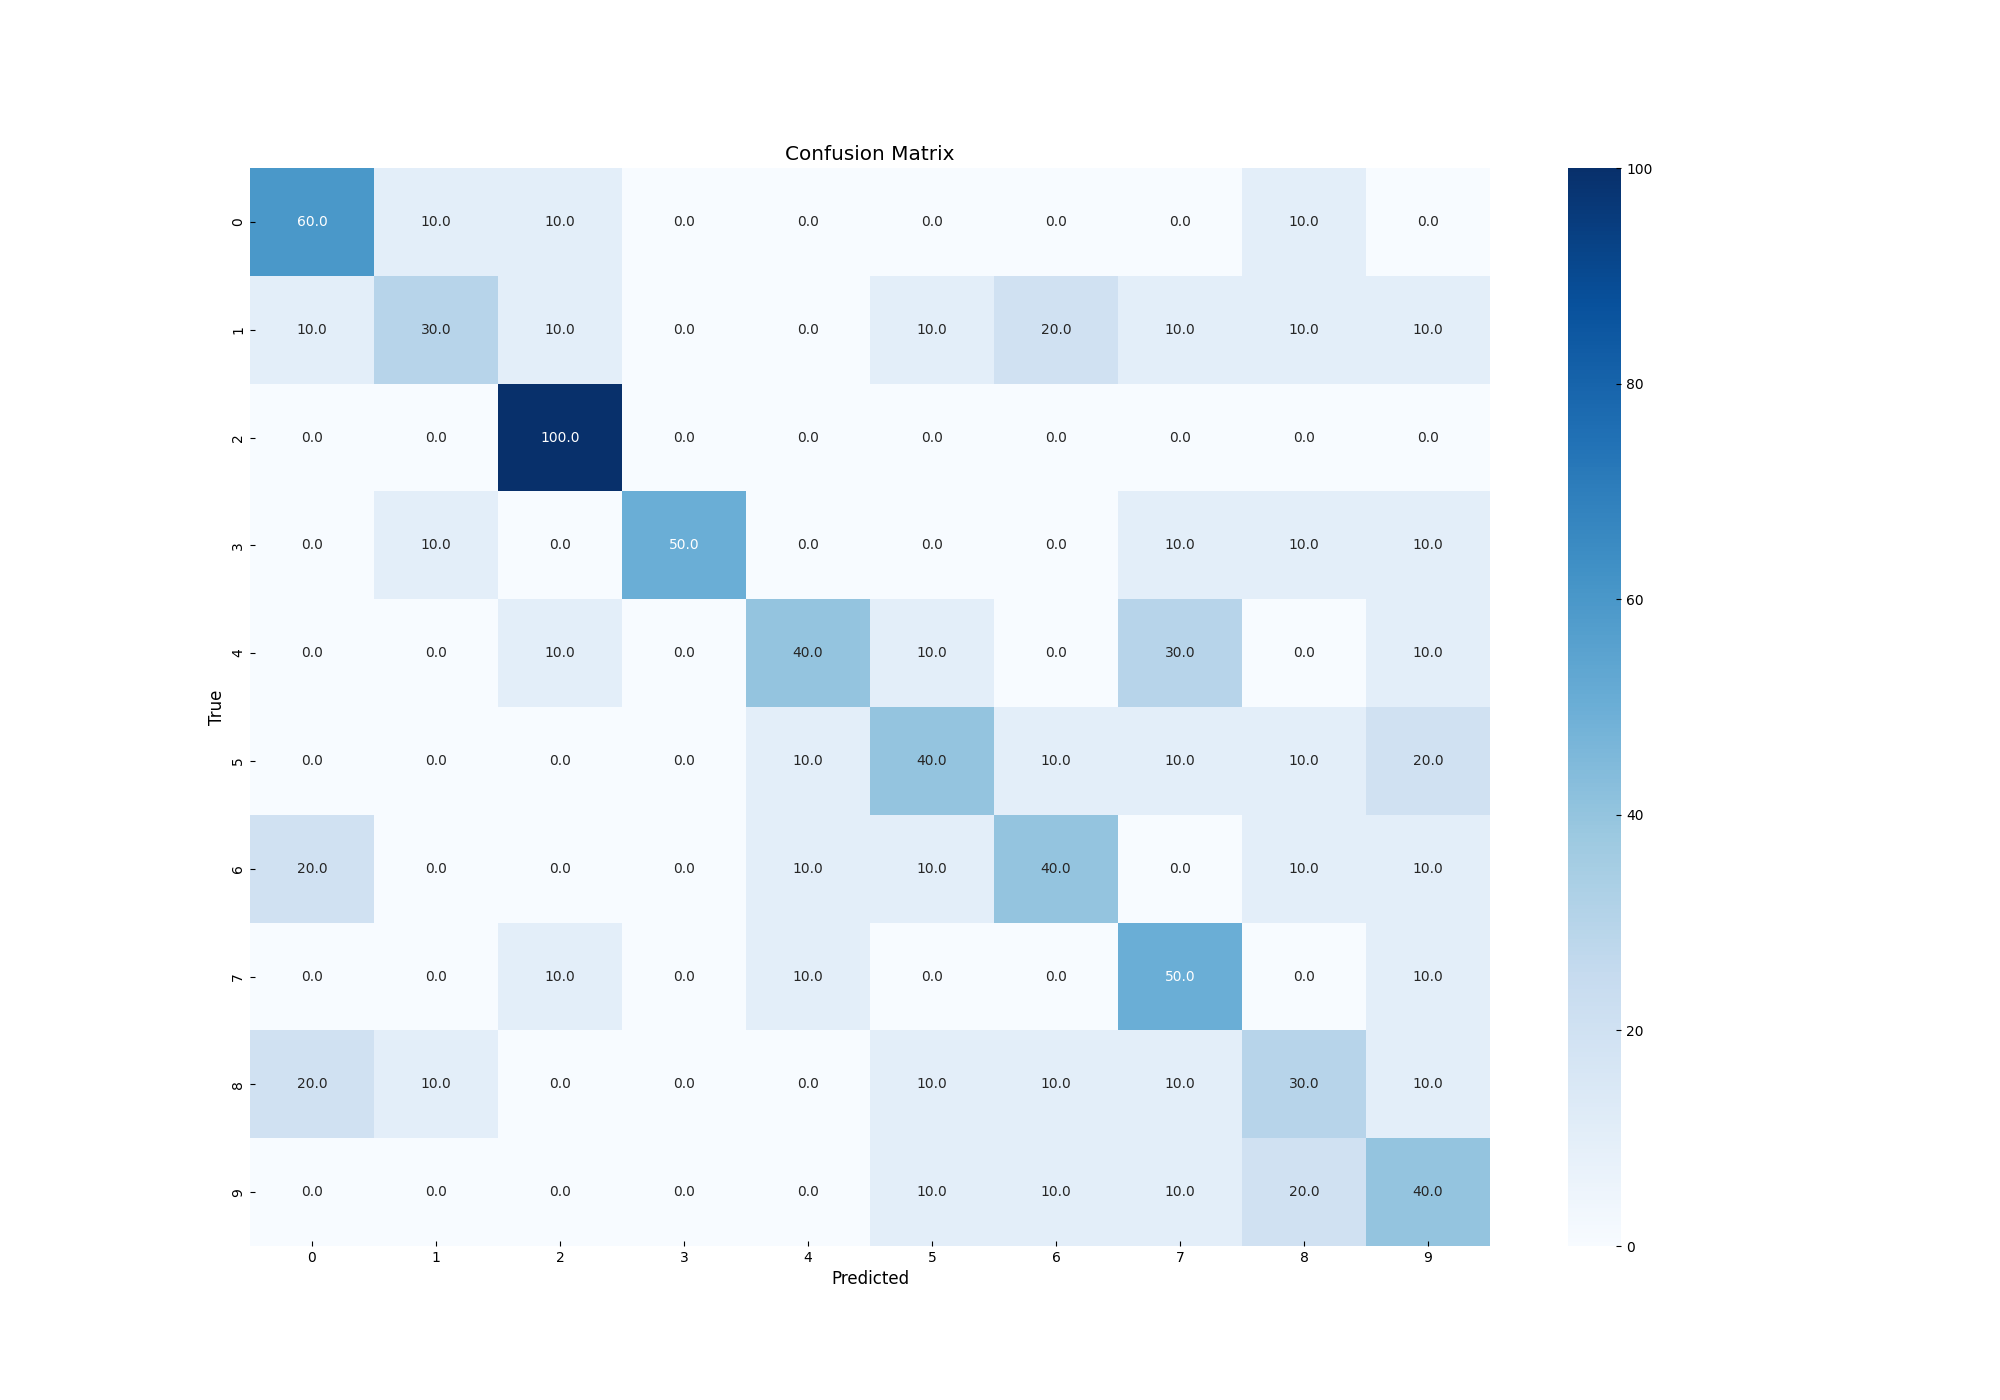 Confusion Matrix
0 60.0 10.0 10.0 0.0 0.0 0.0 0.0 0.0 10.0 0.0
1 10.0 30.0 10.0 0.0 0.0 10.0 20.0 10.0 10.0 10.0
2 0.0 0.0 100.0 0.0 0.0 0.0 0.0 0.0 0.0 0.0
3 0.0 10.0 0.0 50.0 0.0 0.0 0.0 10.0 10.0 10.0
4 0.0 0.0 10.0 0.0 40.0 10.0 0.0 30.0 0.0 10.0
True
5 0.0 0.0 0.0 0.0 10.0 40.0 10.0 10.0 10.0 20.0
6 20.0 0.0 0.0 0.0 10.0 10.0 40.0 0.0 10.0 10.0
7 0.0 0.0 10.0 0.0 10.0 0.0 0.0 50.0 0.0 10.0
8 20.0 10.0 0.0 0.0 0.0 10.0 10.0 10.0 30.0 10.0
9 0.0 0.0 0.0 0.0 0.0 10.0 10.0 10.0 20.0 40.0
0 1 2 3 4 5 6 7 8 9
Predicted
100
80
60
40
20
0